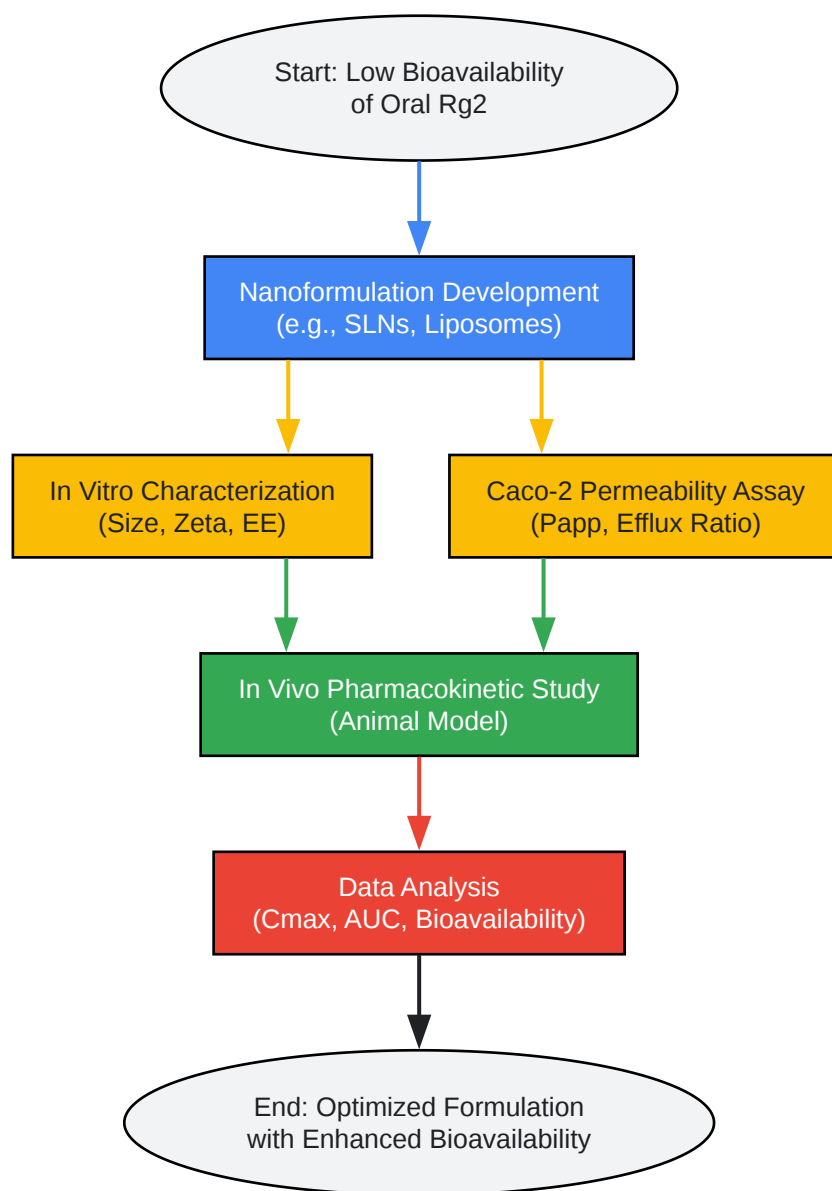 Start: Low Bioavailability
of Oral Rg2
Nanoformulation Development
(e.g., SLNs, Liposomes)
In Vitro Characterization
(Size, Zeta, EE)
Caco-2 Permeability Assay
(Papp, Efflux Ratio)
In Vivo Pharmacokinetic Study
(Animal Model)
Data Analysis
(Cmax, AUC, Bioavailability)
End: Optimized Formulation
with Enhanced Bioavailability